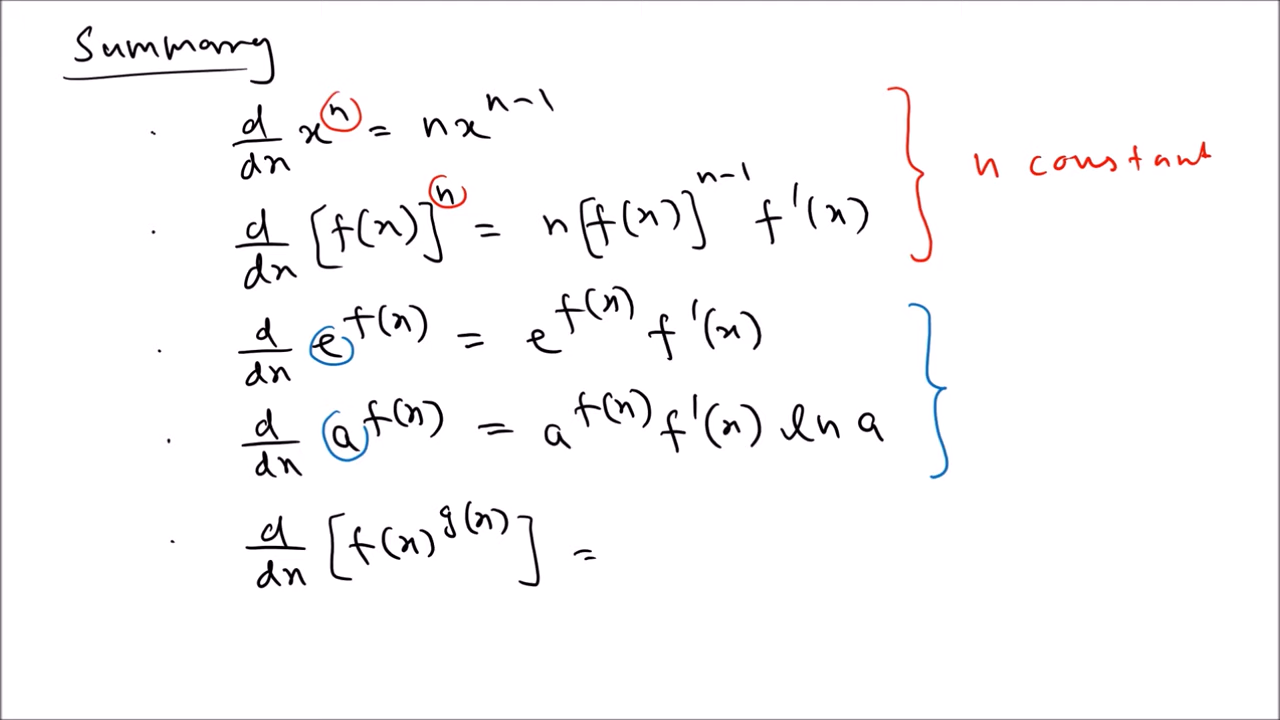 Summary
d/dx x^n = nx^(n-1)
d/dx [f(x)]^n = n[f(x)]^(n-1) f'(x)
n constant
d/dx e^f(x) = e^f(x) f'(x)
d/dx a^f(x) = a^f(x) f'(x) ln a
d/dx [f(x)^g(x)] =